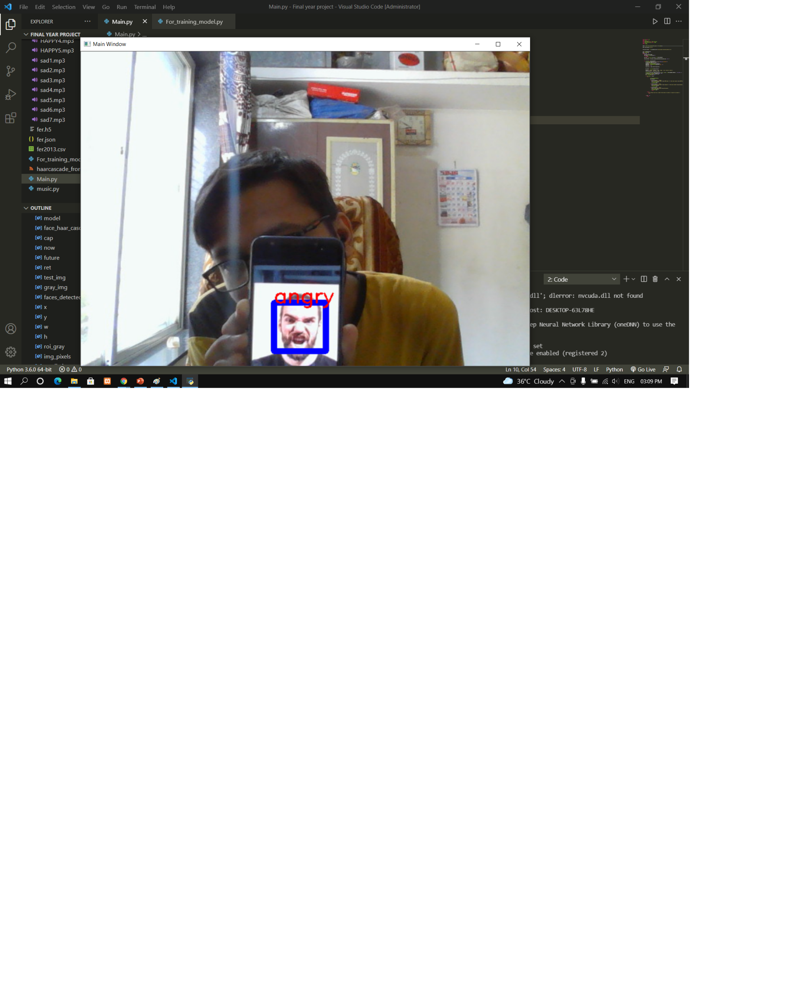 File Edit Selection View Go Run Terminal Help
Main.py - Final year project - Visual Studio Code [Administrator]
EXPLORER
Main.py
For_training_model.py
FINAL YEAR PROJECT
Main.py > ...
HAPPY4.mp3
HAPPY5.mp3
sad1.mp3
sad2.mp3
sad3.mp3
sad4.mp3
sad5.mp3
sad6.mp3
sad7.mp3
fer.h5
fer.json
fer2013.csv
For_training_mod
haarcascade_fror
Main.py
music.py
OUTLINE
model
face_haar_casc
cap
now
future
ret
test_img
gray_img
faces_detected
x
y
w
h
roi_gray
img_pixels
Main Window
angry
2: Code
dll'; dlerror: nvcuda.dll not found
ost: DESKTOP-63L78HE
ep Neural Network Library (oneDNN) to use the
set
e enabled (registered 2)
Python 3.6.0 64-bit
0
0
Ln 10, Col 54 Spaces: 4 UTF-8 LF Python Go Live
36°C Cloudy
ENG
03:09 PM